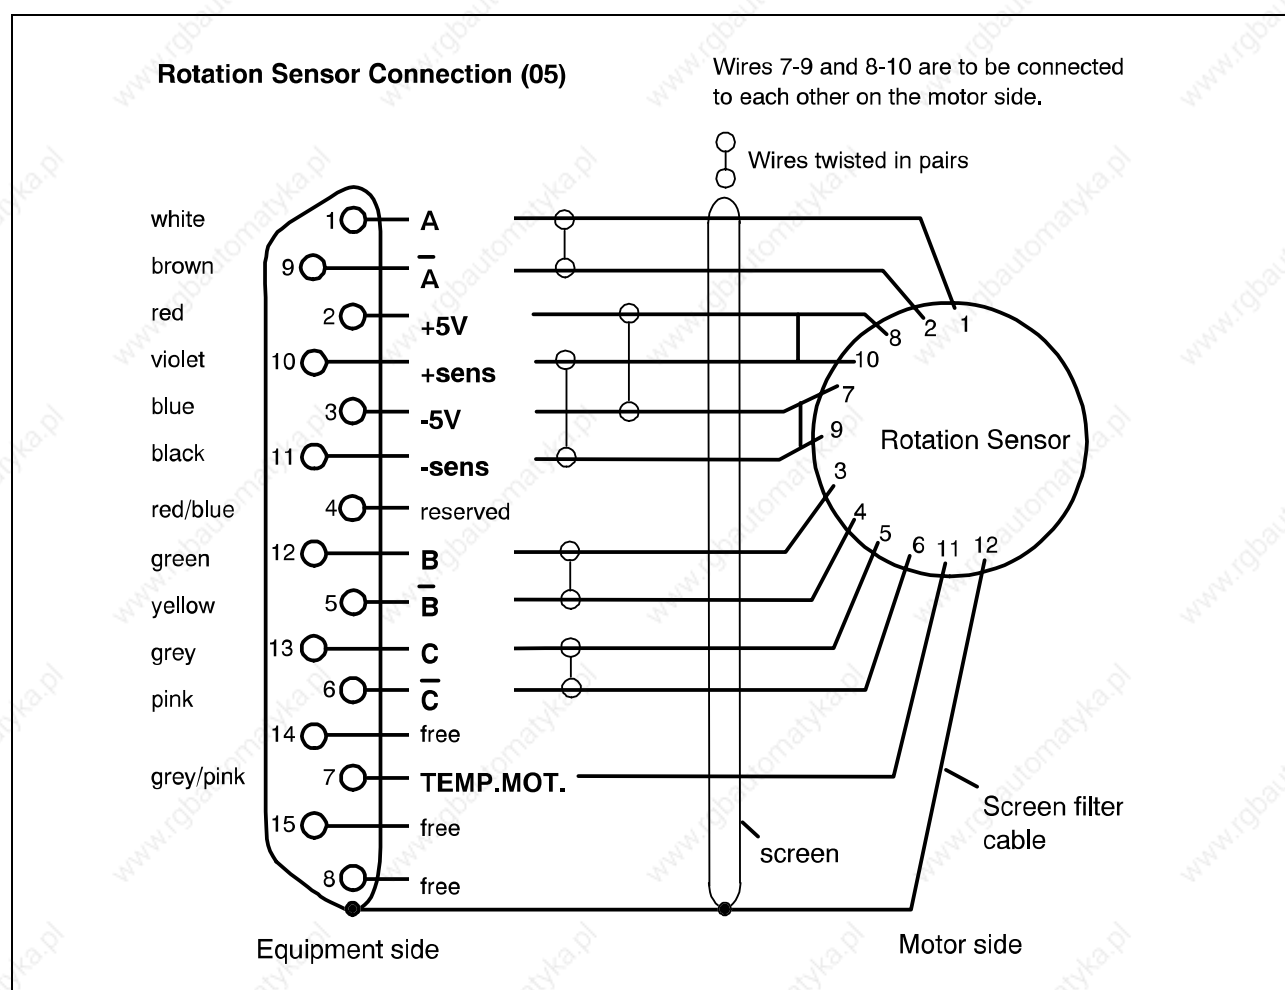 Rotation Sensor Connection (05)
Wires 7-9 and 8-10 are to be connected
to each other on the motor side.
Wires twisted in pairs
white 1 A
brown 9 A̅
red 2 +5V
violet 10 +sens
blue 3 -5V
black 11 -sens
red/blue 4 reserved
green 12 B
yellow 5 B̅
grey 13 C
pink 6 C̅
14 free
grey/pink 7 TEMP.MOT.
15 free
8 free
1
2
8
10
7
9
Rotation Sensor
3
4
5
6
11
12
Screen filter
cable
screen
Equipment side
Motor side
www.rgbautomatyka.pl